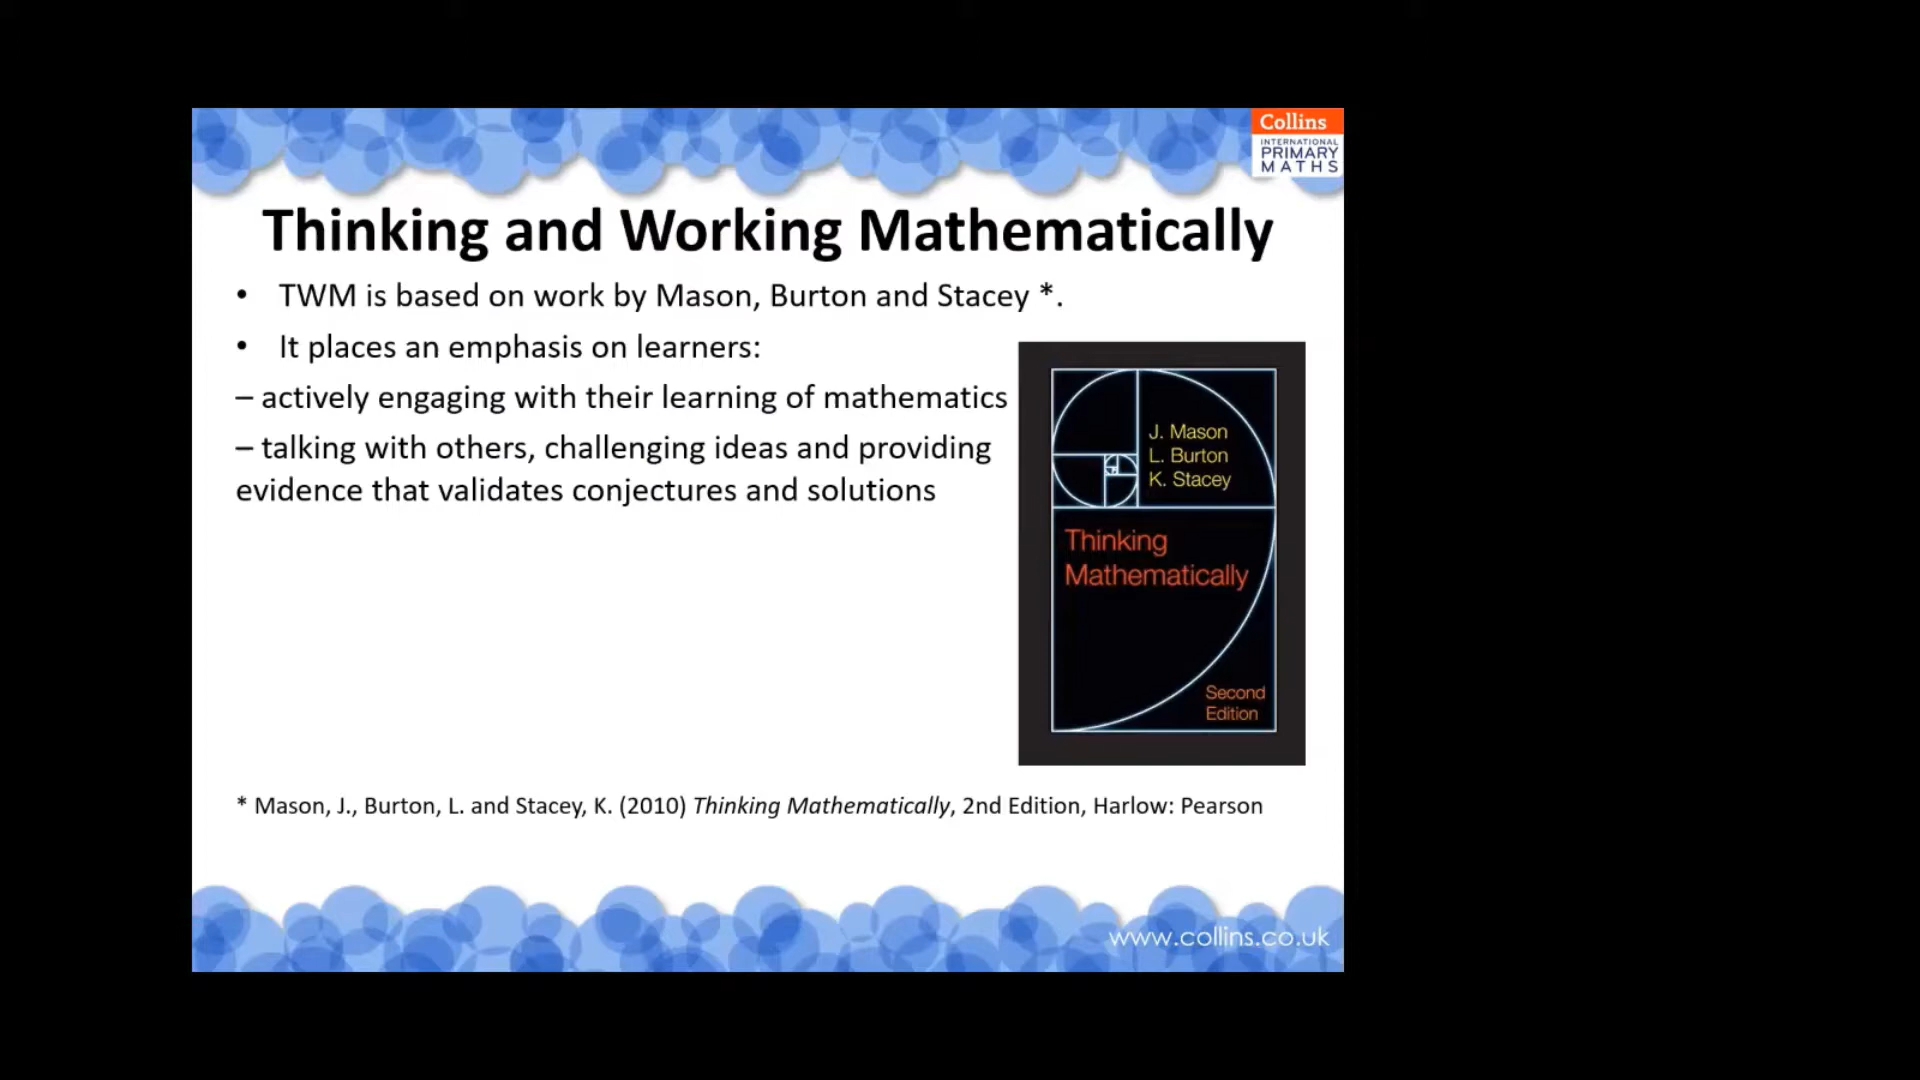 Collins
INTERNATIONAL
PRIMARY
MATHS
Thinking and Working Mathematically
• TWM is based on work by Mason, Burton and Stacey *.
• It places an emphasis on learners:
– actively engaging with their learning of mathematics
– talking with others, challenging ideas and providing
evidence that validates conjectures and solutions
J. Mason
L. Burton
K. Stacey
Thinking
Mathematically
Second
Edition
* Mason, J., Burton, L. and Stacey, K. (2010) Thinking Mathematically, 2nd Edition, Harlow: Pearson
www.collins.co.uk